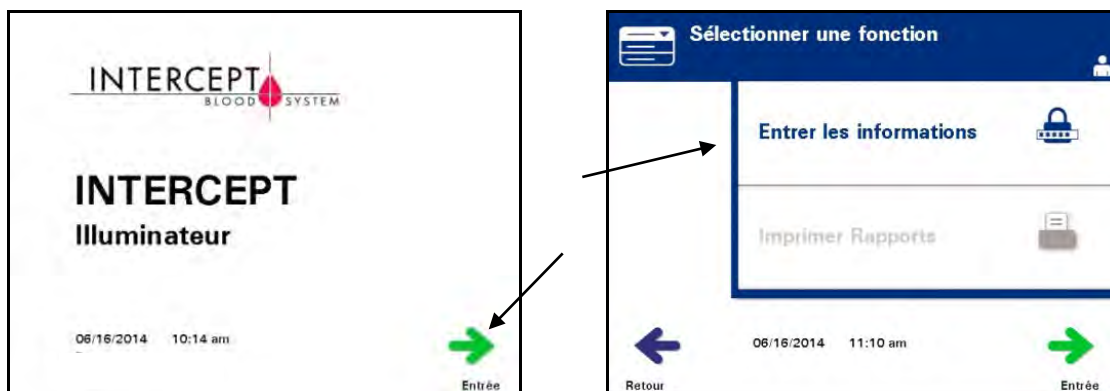 INTERCEPT
BLOOD SYSTEM
INTERCEPT
Illuminateur
06/16/2014 10:14 am
Entrée
Sélectionner une fonction
Entrer les informations
Imprimer Rapports
06/16/2014 11:10 am
Retour
Entrée